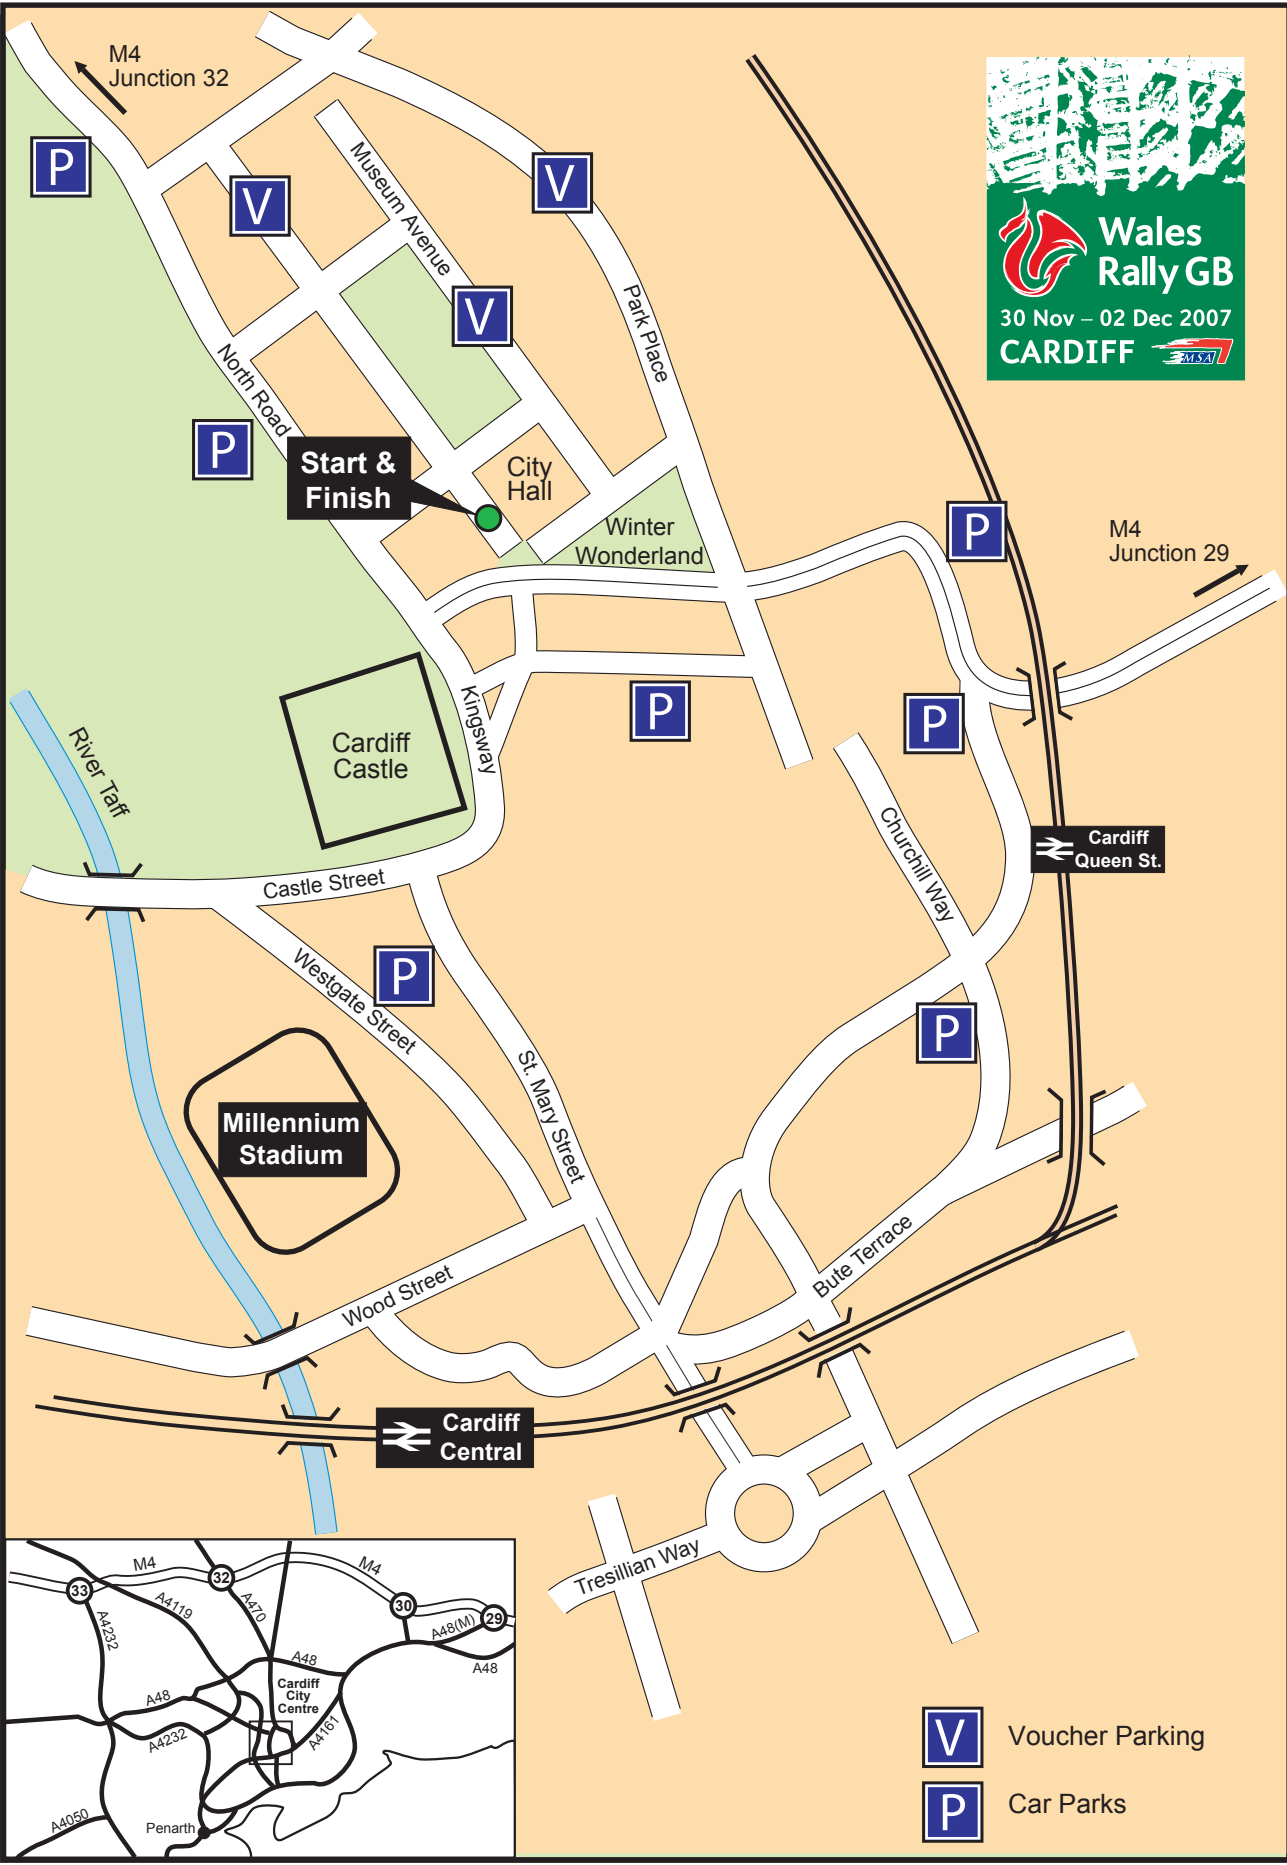 M4
Junction 32
P
V
V
Museum Avenue
V
Park Place
North Road
P
Start &
Finish
City
Hall
Winter
Wonderland
Wales
Rally GB
30 Nov – 02 Dec 2007
CARDIFF
MSA
P
M4
Junction 29
Kingsway
P
P
Cardiff
Castle
River Taff
Churchill Way
Cardiff
Queen St.
Castle Street
Westgate Street
P
P
St. Mary Street
Millennium
Stadium
Bute Terrace
Wood Street
Cardiff
Central
Tresillian Way
M4
M4
33
32
30
29
A4232
A4119
A470
A48(M)
A48
A48
A48
Cardiff
City
Centre
A4232
A4161
A4050
Penarth
V
Voucher Parking
P
Car Parks